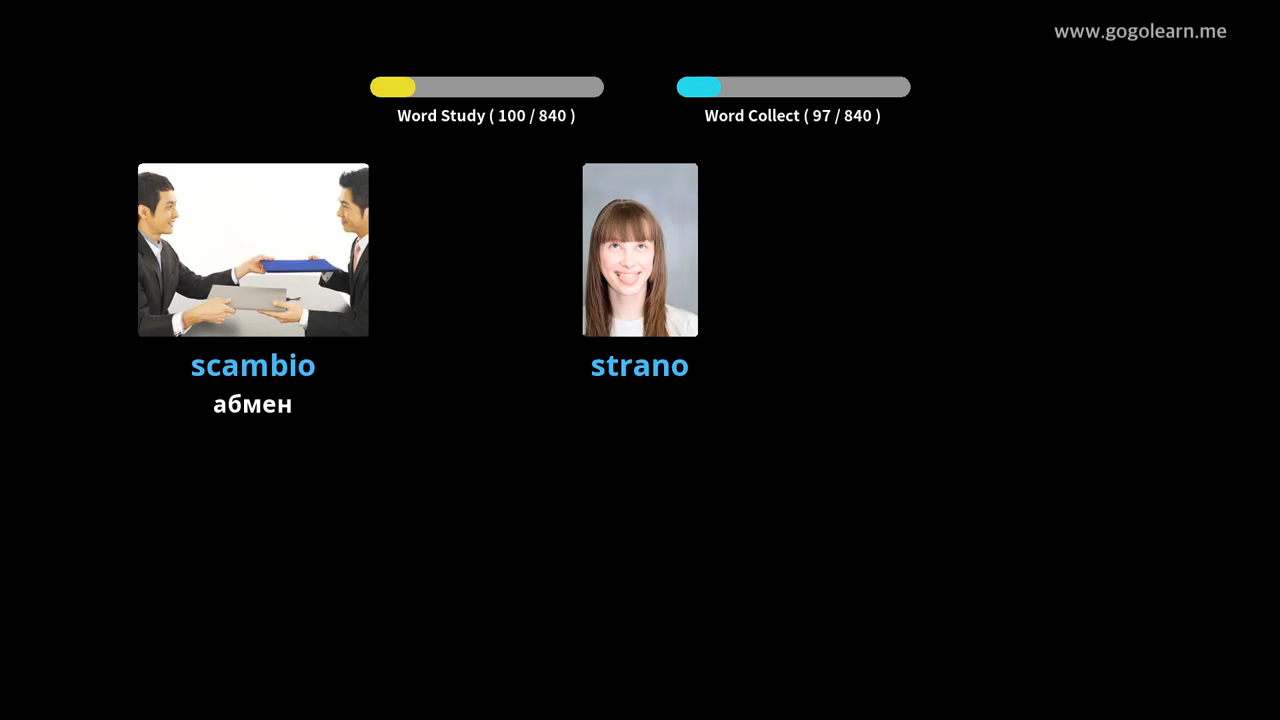 www.gogolearn.me
Word Study ( 100 / 840 )
Word Collect ( 97 / 840 )
scambio
абмен
strano